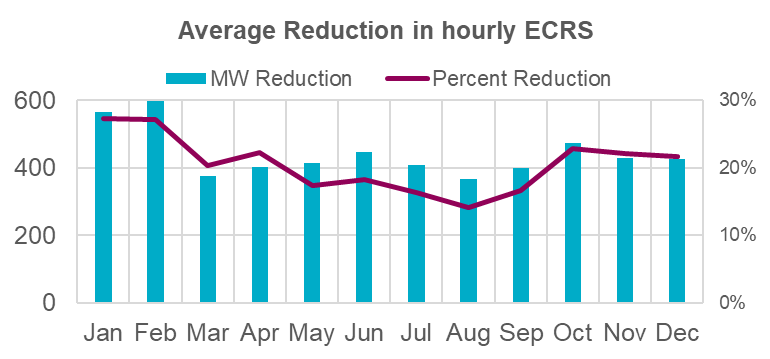 Average Reduction in hourly ECRS
MW Reduction Percent Reduction
600 30%
400 20%
200 10%
0 0%
Jan Feb Mar Apr May Jun Jul Aug Sep Oct Nov Dec